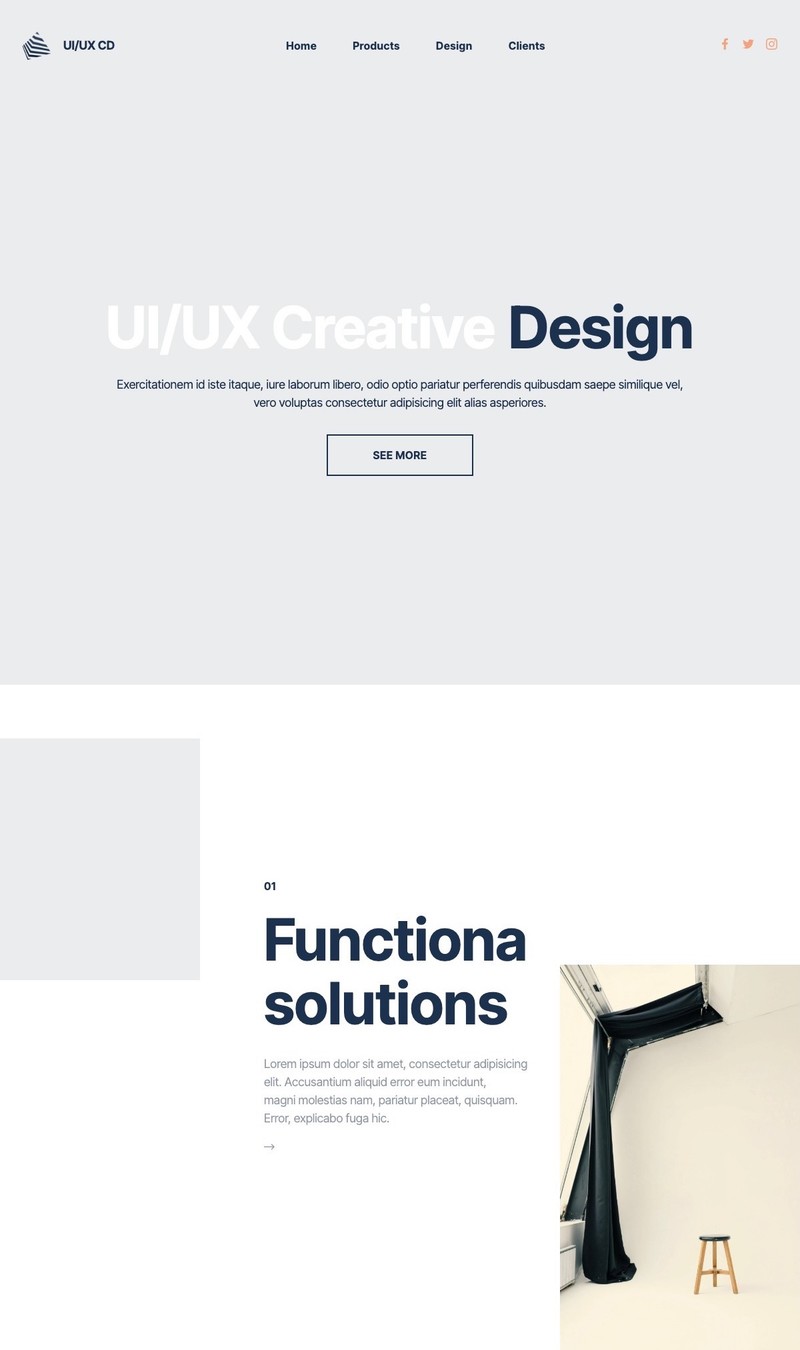 UI/UX CD
Home Products Design Clients
UI/UX Creative Design
Exercitationem id iste itaque, iure laborum libero, odio optio pariatur perferendis quibusdam saepe similique vel,
vero voluptas consectetur adipisicing elit alias asperiores.
SEE MORE
01
Functiona
solutions
Lorem ipsum dolor sit amet, consectetur adipisicing
elit. Accusantium aliquid error eum incidunt,
magni molestias nam, pariatur placeat, quisquam.
Error, explicabo fuga hic.
→